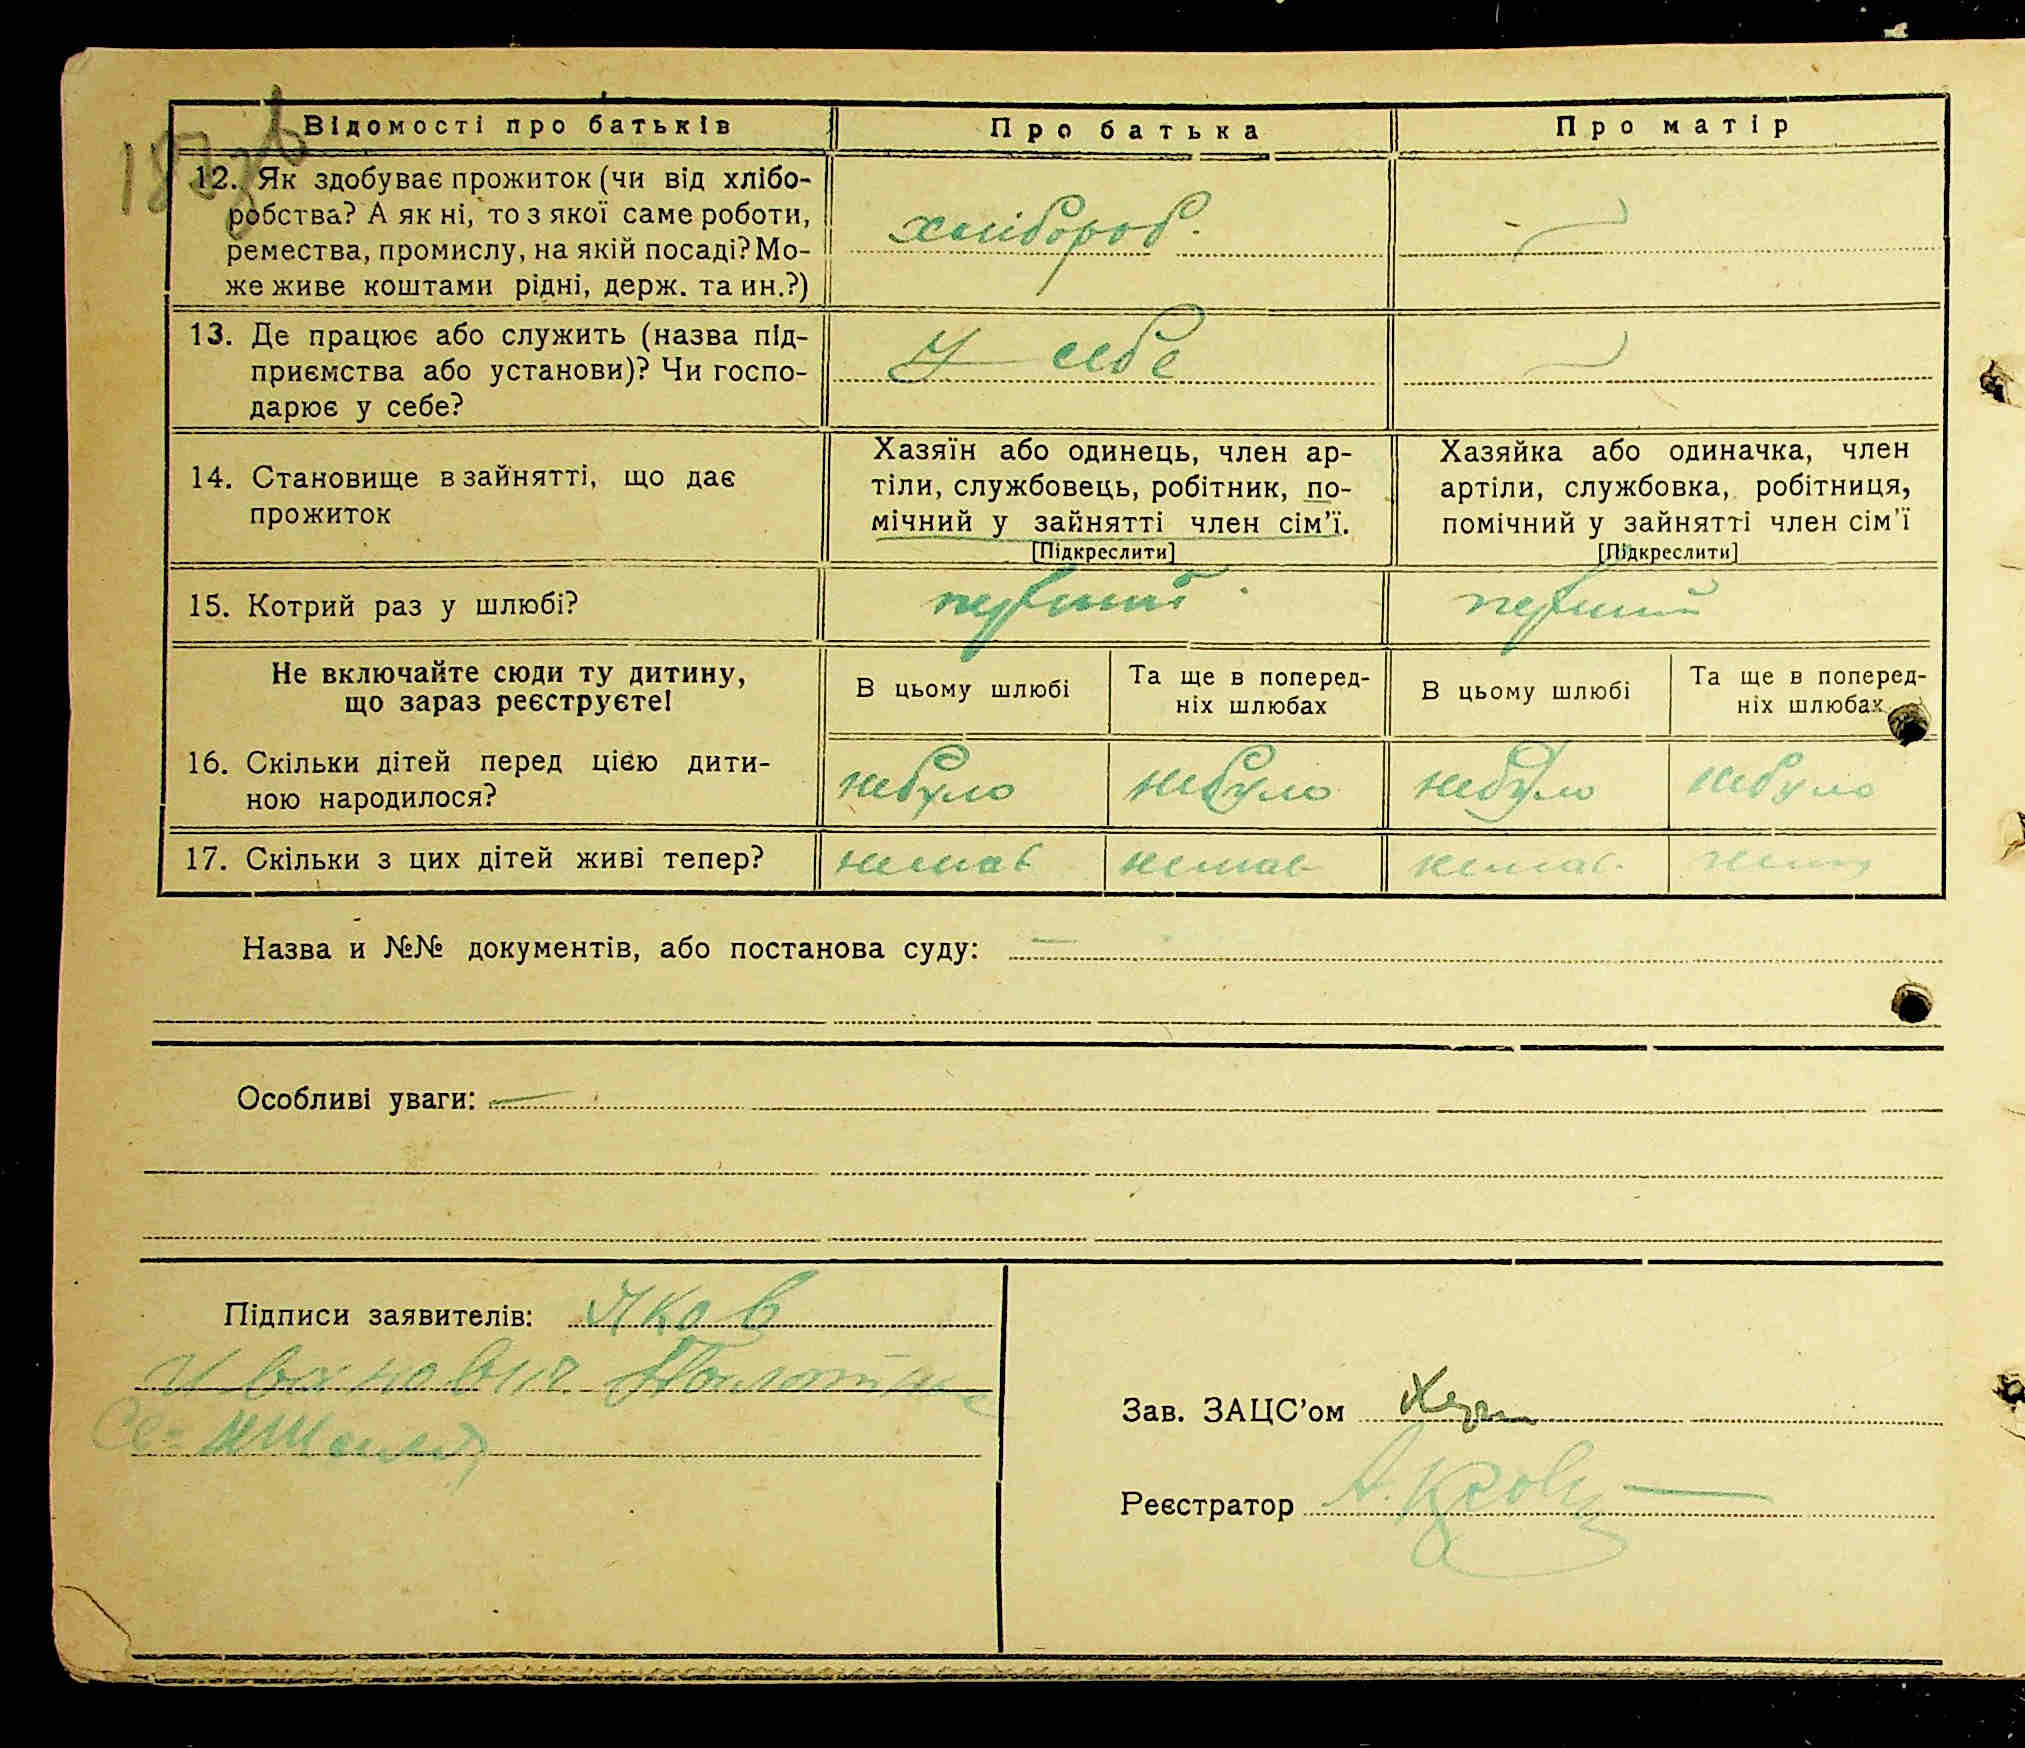 Відомості про батьків
Про батька
Про матір
12. Як здобуває прожиток (чи від хлібо-
робства? А як ні, то з якої саме роботи,
ремества, промислу, на якій посаді? Мо-
же живе коштами рідні, держ. та ин.?)
хлібороб.
13. Де працює або служить (назва під-
приємства або установи)? Чи госпо-
дарює у себе?
У себе
14. Становище в зайнятті, що дає
прожиток
Хазяїн або одинець, член ар-
тіли, службовець, робітник, по-
мічний у зайнятті член сім'ї.
[Підкреслити]
Хазяйка або одиначка, член
артіли, службовка, робітниця,
помічний у зайнятті член сім'ї
[Підкреслити]
15. Котрий раз у шлюбі?
первий
первий
Не включайте сюди ту дитину,
що зараз реєструєте!
В цьому шлюбі
Та ще в поперед-
ніх шлюбах
В цьому шлюбі
Та ще в поперед-
ніх шлюбах
16. Скільки дітей перед цією дити-
ною народилося?
небуло
небуло
небуло
небуло
17. Скільки з цих дітей живі тепер?
немає
немає
немає
Назва и №№ документів, або постанова суду: —
Особливі уваги: —
Підписи заявителів: Яков
Зав. ЗАЦС'ом
Реєстратор